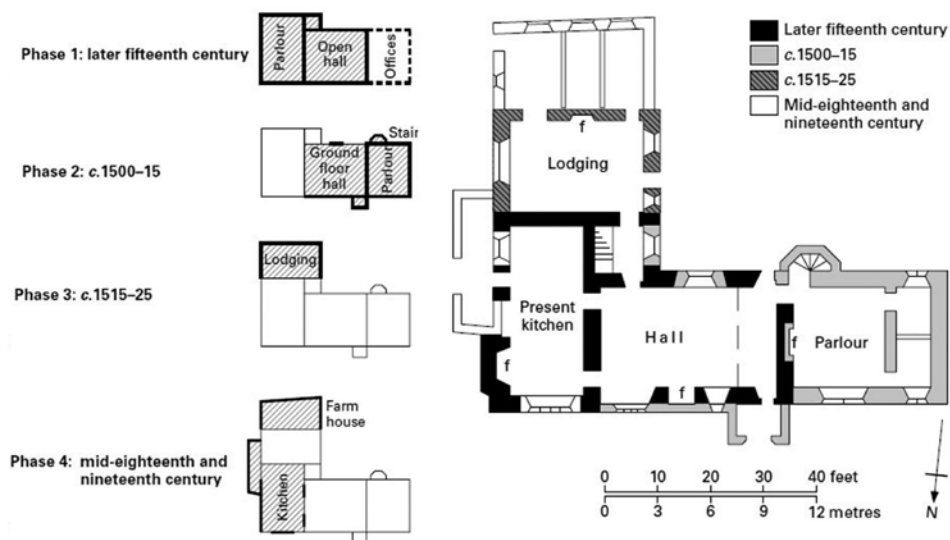 Phase 1: later fifteenth century
Parlour
Open
hall
Offices
Phase 2: c.1500–15
Stair
Ground
floor
hall
Parlour
Phase 3: c.1515–25
Lodging
Phase 4: mid-eighteenth and
nineteenth century
Farm
house
Kitchen
Later fifteenth century
c.1500–15
c.1515–25
Mid-eighteenth and
nineteenth century
f
Lodging
Present
kitchen
f
Hall
f
f
Parlour
0 10 20 30 40 feet
0 3 6 9 12 metres
N